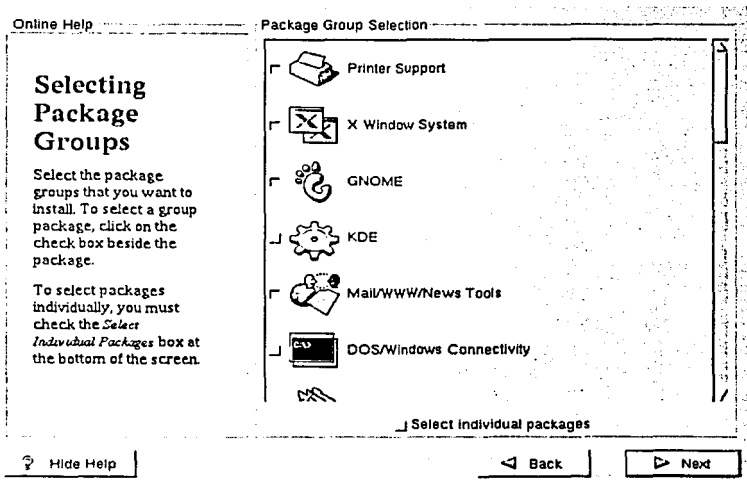 Online Help
Selecting
Package
Groups
Select the package
groups that you want to
install. To select a group
package, click on the
check box beside the
package.
To select packages
individually, you must
check the Select
Individual Packages box at
the bottom of the screen.
Package Group Selection
Printer Support
X Window System
GNOME
KDE
Mail/WWW/News Tools
DOS/Windows Connectivity
Select individual packages
Hide Help
Back
Next